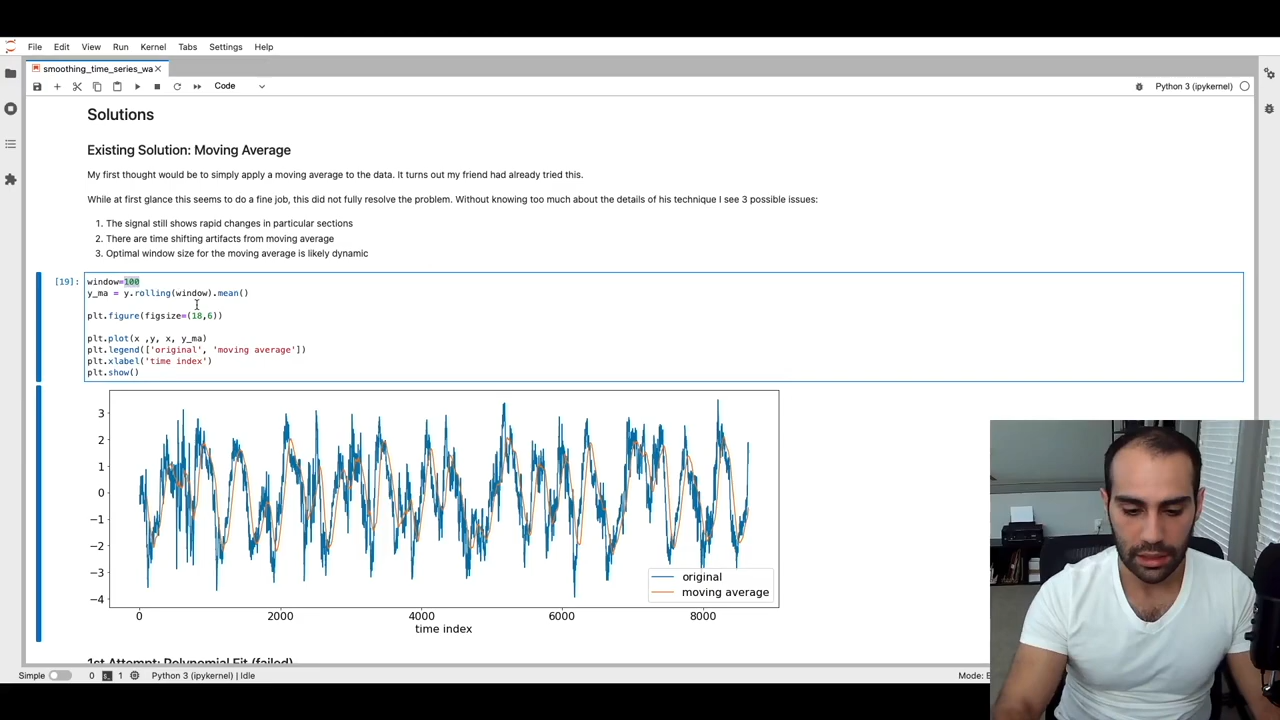 File Edit View Run Kernel Tabs Settings Help
smoothing_time_series_wa
Code
Python 3 (ipykernel)
Solutions
Existing Solution: Moving Average
My first thought would be to simply apply a moving average to the data. It turns out my friend had already tried this.
While at first glance this seems to do a fine job, this did not fully resolve the problem. Without knowing too much about the details of his technique I see 3 possible issues:
1. The signal still shows rapid changes in particular sections
2. There are time shifting artifacts from moving average
3. Optimal window size for the moving average is likely dynamic
[19]: window=100
y_ma = y.rolling(window).mean()
plt.figure(figsize=(18,6))
plt.plot(x ,y, x, y_ma)
plt.legend(['original', 'moving average'])
plt.xlabel('time index')
plt.show()
3
2
1
0
−1
−2
−3
−4
original
moving average
0 2000 4000 6000 8000
time index
1st Attempt: Polynomial Fit (failed)
Simple 0 1 Python 3 (ipykernel) | Idle Mode: